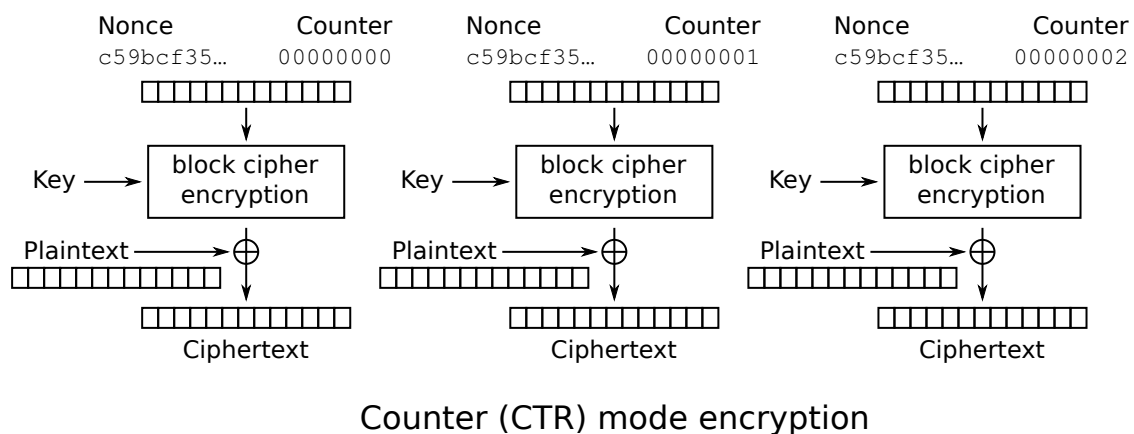 Nonce Counter Nonce Counter Nonce Counter
c59bcf35… 00000000 c59bcf35… 00000001 c59bcf35… 00000002
block cipher block cipher block cipher
Key Key Key
encryption encryption encryption
Plaintext Plaintext Plaintext
Ciphertext Ciphertext Ciphertext
Counter (CTR) mode encryption